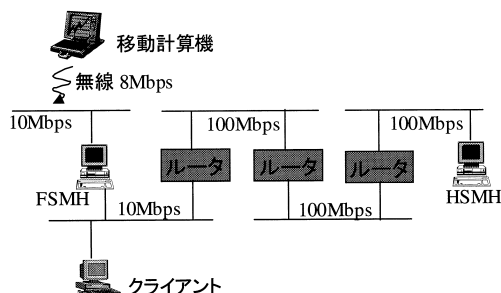 移動計算機
無線 8Mbps
10Mbps
100Mbps
100Mbps
ルータ
ルータ
ルータ
FSMH
10Mbps
100Mbps
HSMH
クライアント